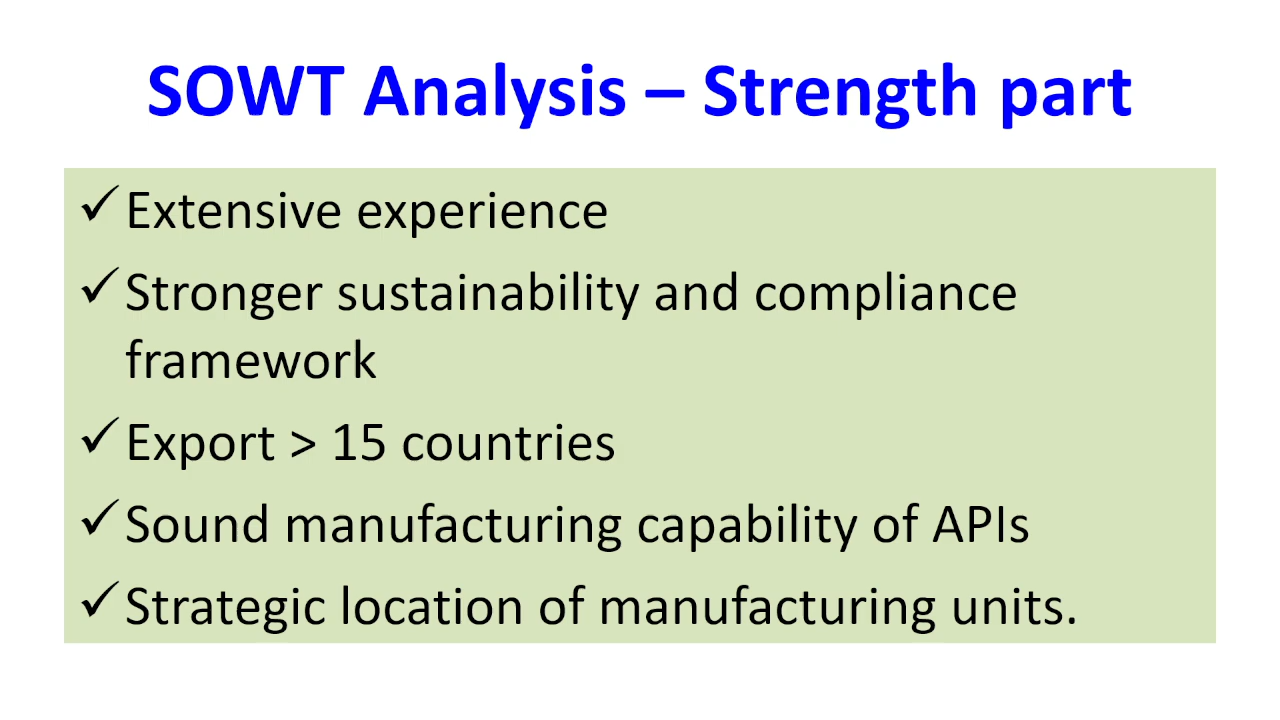 SOWT Analysis – Strength part
✓Extensive experience
✓Stronger sustainability and compliance
framework
✓Export > 15 countries
✓Sound manufacturing capability of APIs
✓Strategic location of manufacturing units.